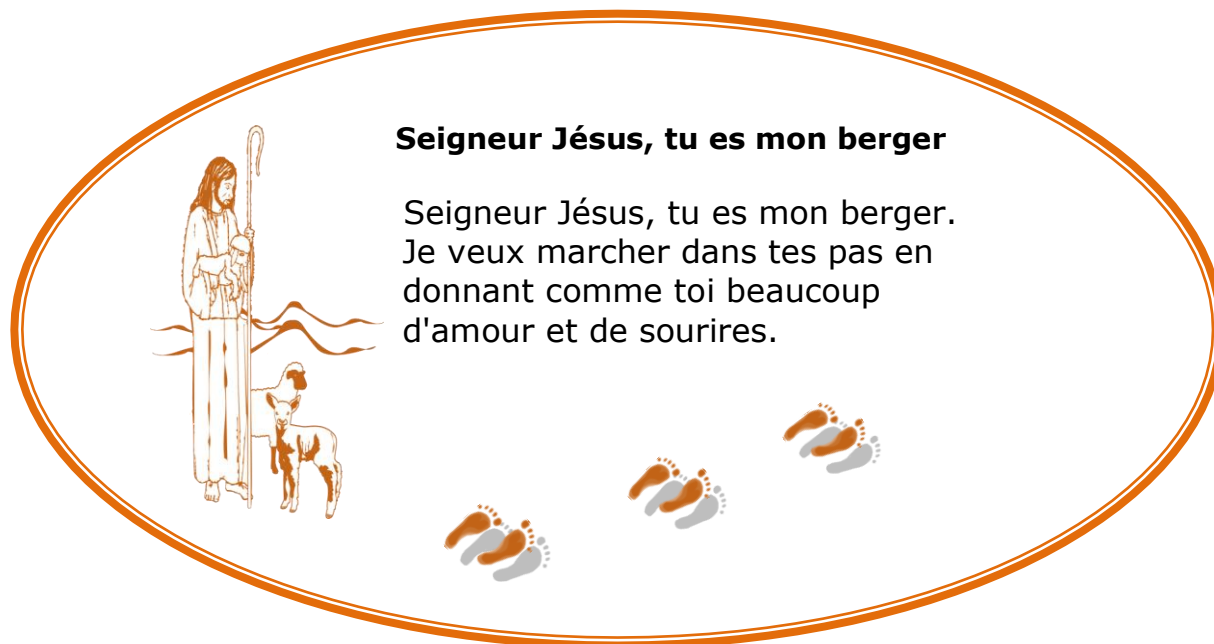 Seigneur Jésus, tu es mon berger
Seigneur Jésus, tu es mon berger.
Je veux marcher dans tes pas en
donnant comme toi beaucoup
d'amour et de sourires.